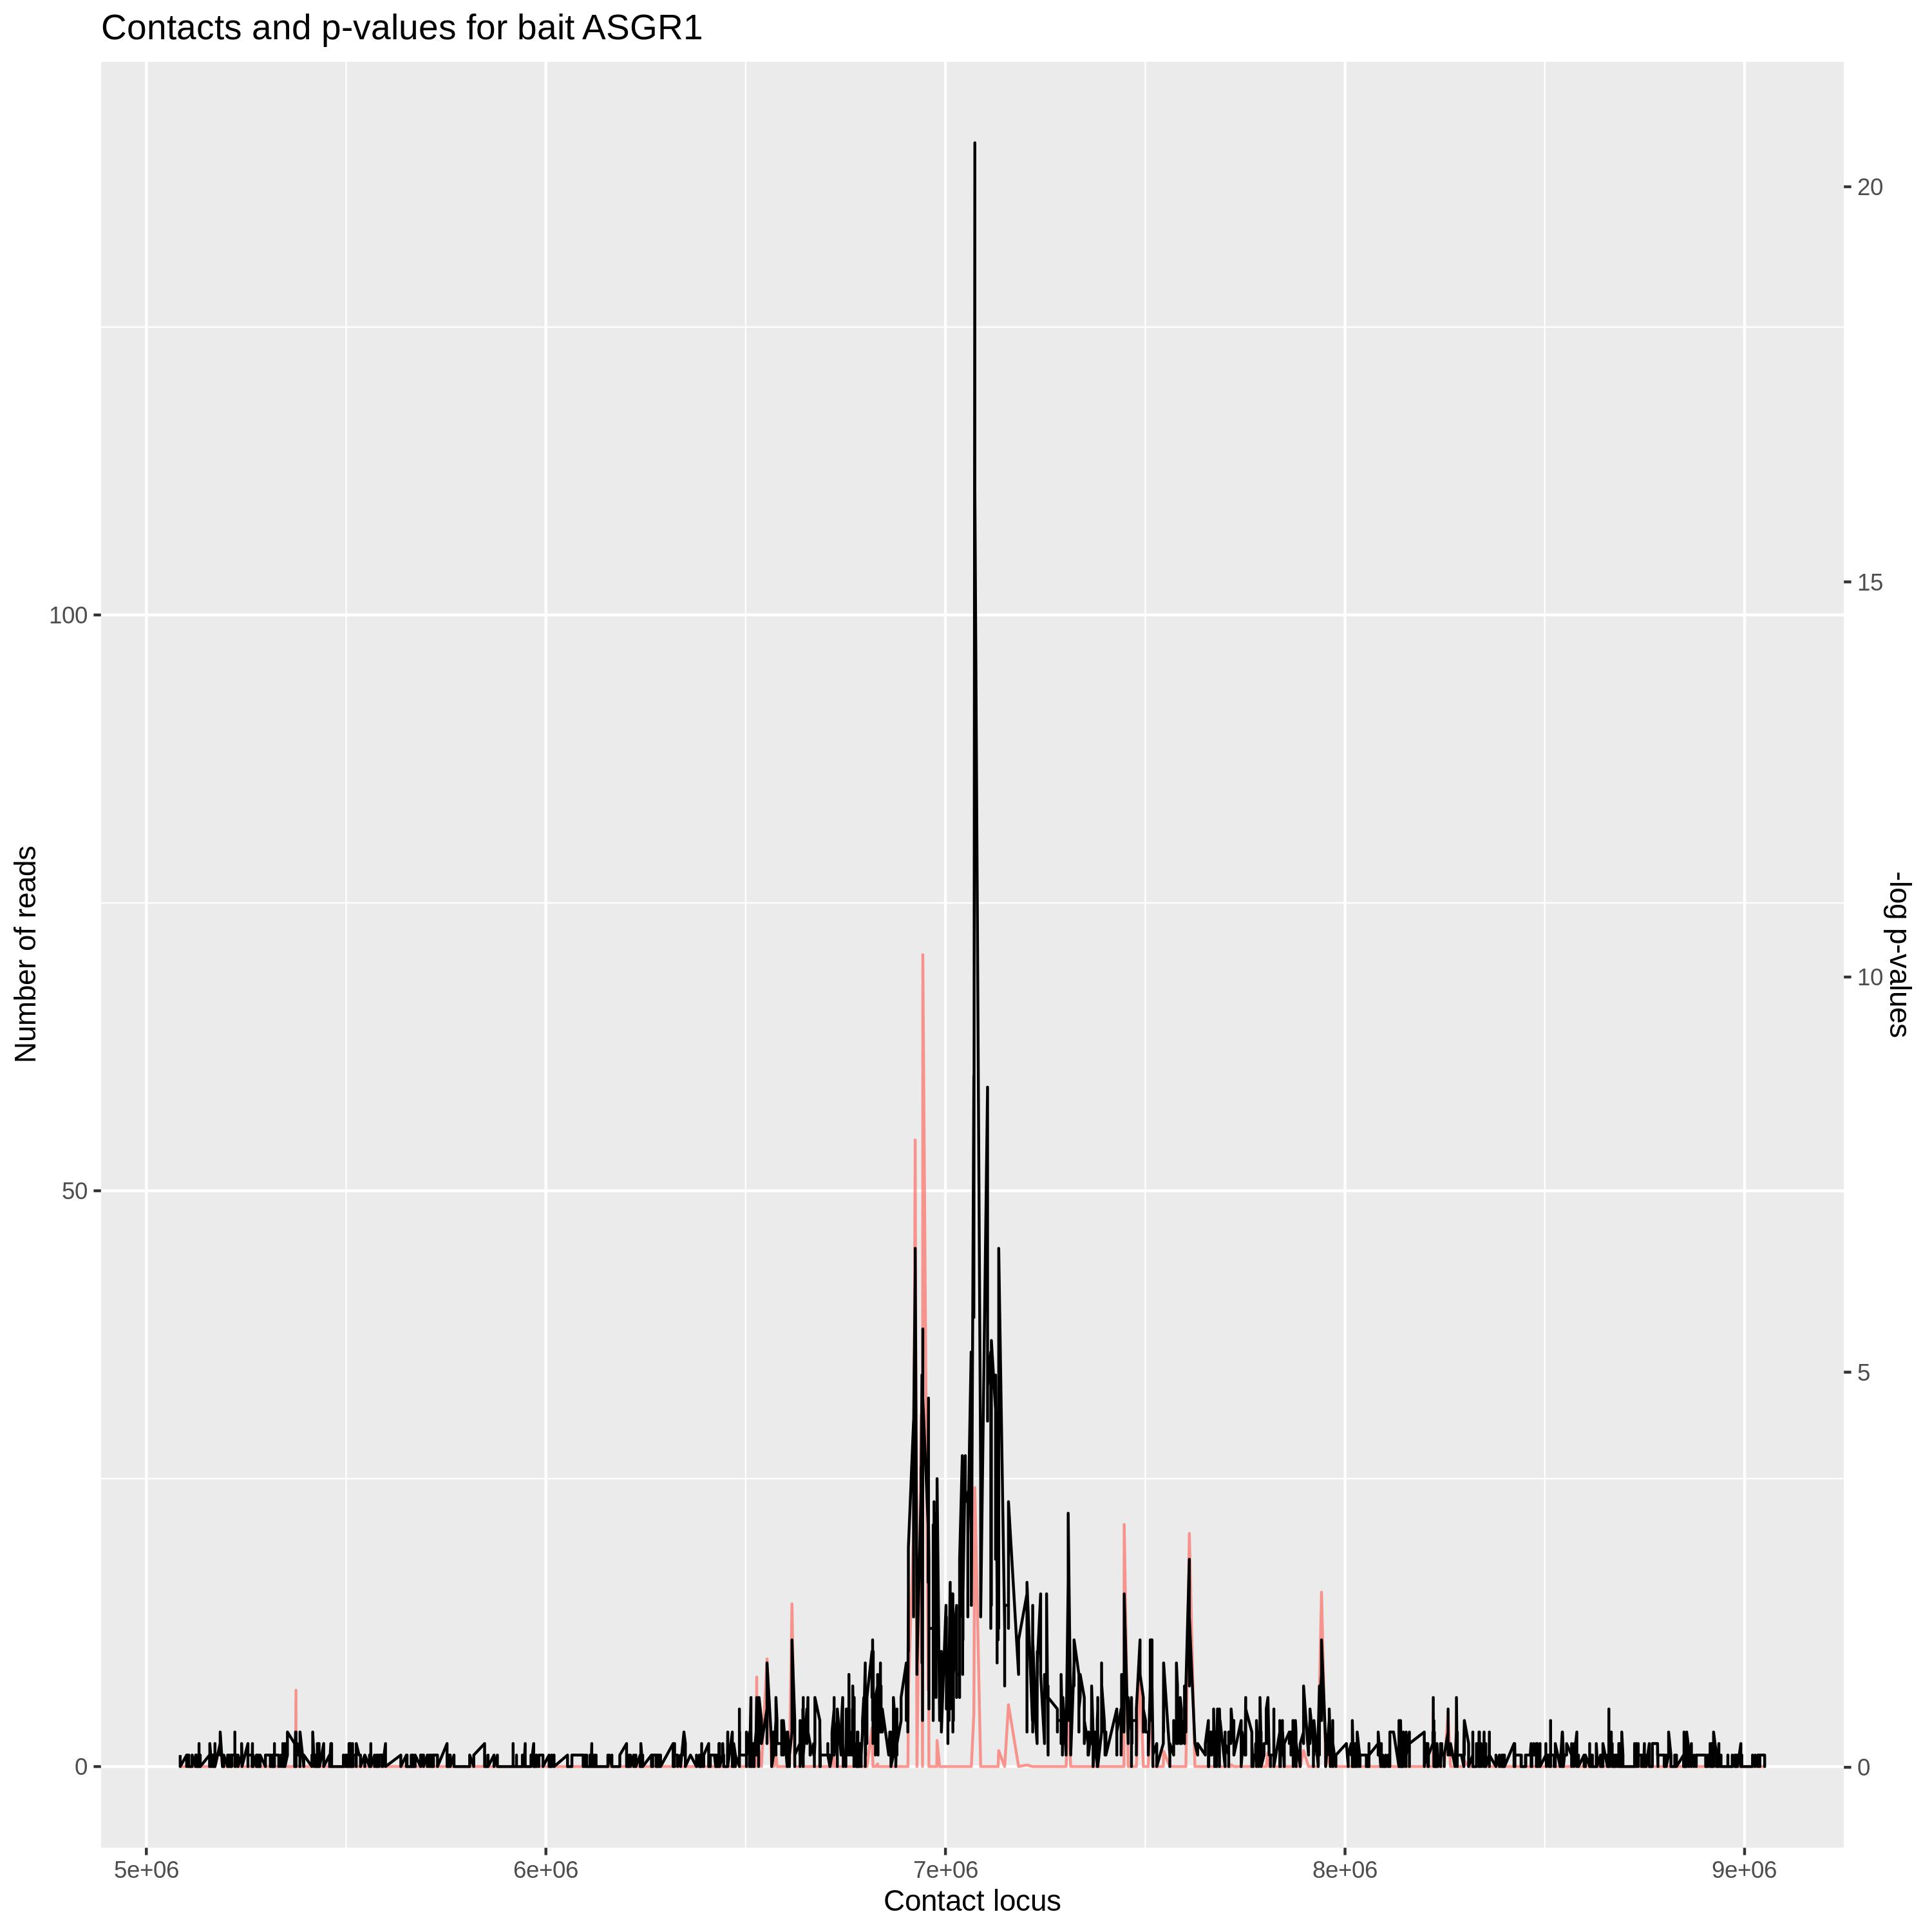 Contacts and p-values for bait ASGR1
Number of reads
100
50
0
20
15
10
5
0
-log p-values
5e+06
6e+06
7e+06
8e+06
9e+06
Contact locus